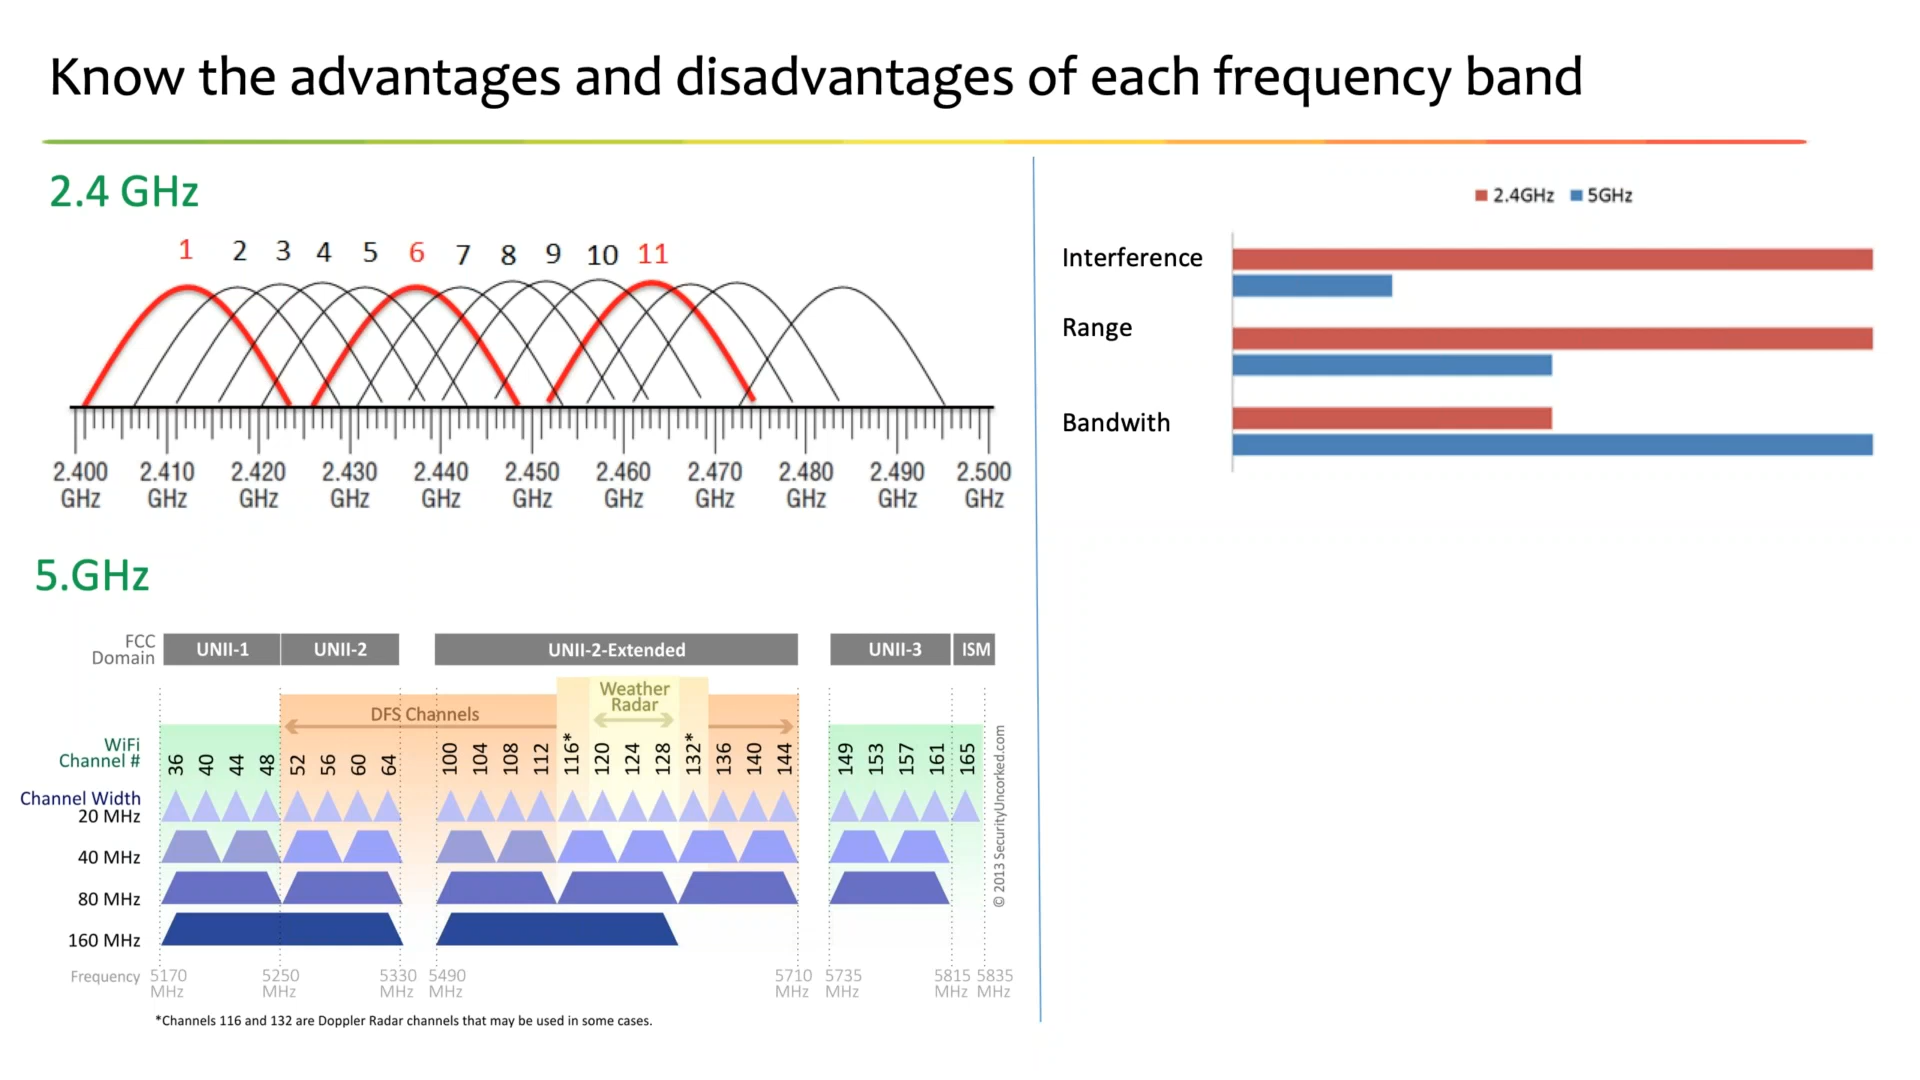 Know the advantages and disadvantages of each frequency band
2.4 GHz
1 2 3 4 5 6 7 8 9 10 11
2.400 2.410 2.420 2.430 2.440 2.450 2.460 2.470 2.480 2.490 2.500
GHz GHz GHz GHz GHz GHz GHz GHz GHz GHz GHz
5.GHz
FCC
Domain
UNII-1 UNII-2 UNII-2-Extended UNII-3 ISM
Weather
Radar
DFS Channels
WiFi
Channel #
36 40 44 48 52 56 60 64 100 104 108 112 116* 120 124 128 132* 136 140 144 149 153 157 161 165
Channel Width
20 MHz
40 MHz
80 MHz
160 MHz
Frequency 5170 5250 5330 5490 5710 5735 5815 5835
MHz MHz MHz MHz MHz MHz MHz MHz
© 2013 SecurityUncorked.com
*Channels 116 and 132 are Doppler Radar channels that may be used in some cases.
2.4GHz 5GHz
Interference
Range
Bandwith